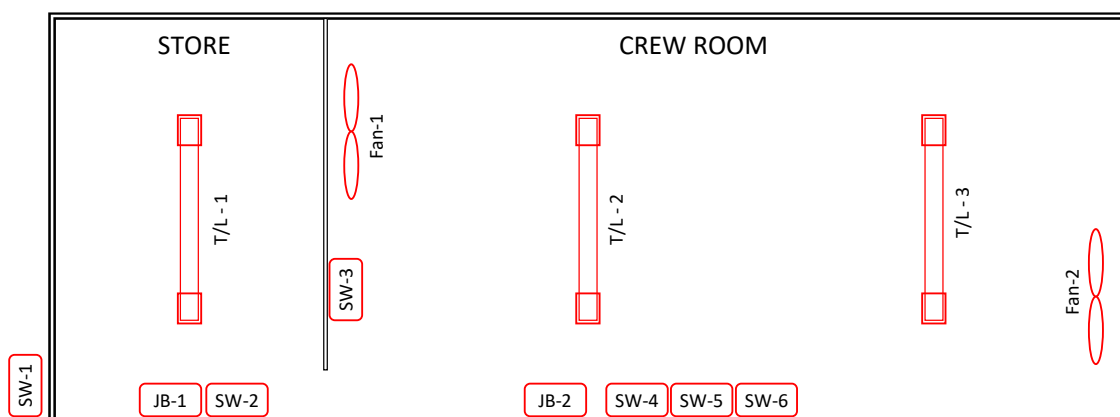 STORE
CREW ROOM
Fan-1
T/L - 1
T/L - 2
T/L - 3
SW-3
Fan-2
SW-1
JB-1
SW-2
JB-2
SW-4
SW-5
SW-6